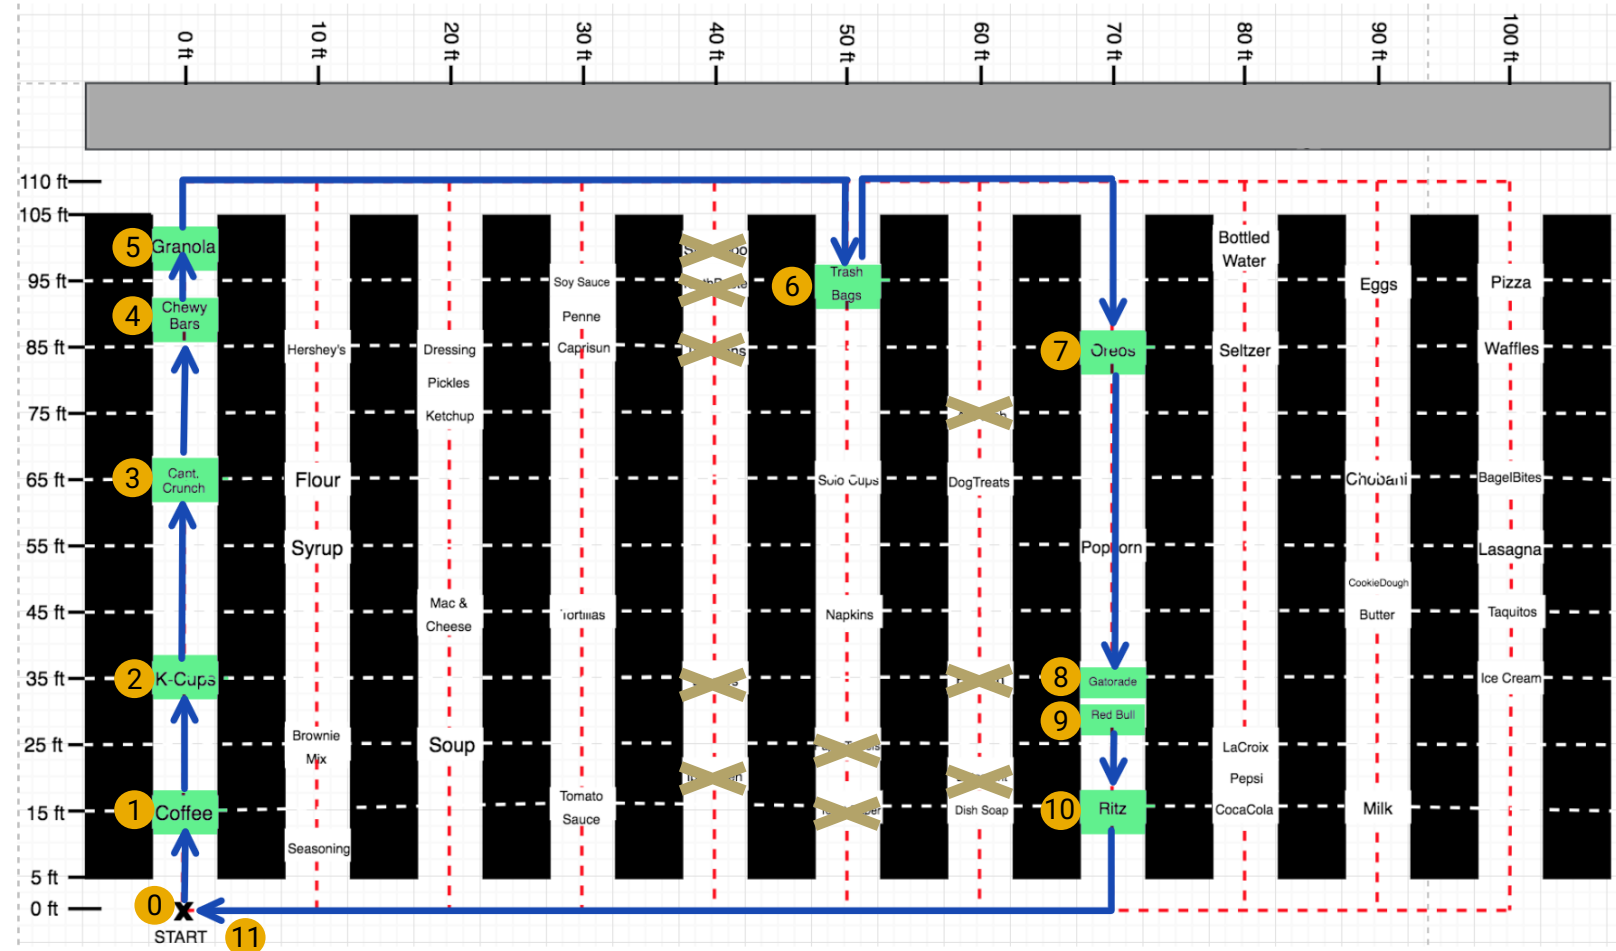 0 ft 10 ft 20 ft 30 ft 40 ft 50 ft 60 ft 70 ft 80 ft 90 ft 100 ft
110 ft
105 ft
5 Granola
Bottled
Water
95 ft
Soy Sauce
6 Trash
Bags
Eggs
Pizza
4 Chewy
Bars
Penne
85 ft
Hershey's
Dressing
Caprisun
7 Oreos
Seltzer
Waffles
Pickles
75 ft
Ketchup
65 ft
3 Cant.
Crunch
Flour
Solo Cups
DogTreats
Chobani
BagelBites
55 ft
Syrup
Popcorn
Lasagna
CookieDough
45 ft
Mac &
Cheese
Tortillas
Napkins
Butter
Taquitos
35 ft
2 K-Cups
8 Gatorade
Ice Cream
9 Red Bull
25 ft
Brownie
Mix
Soup
LaCroix
Pepsi
15 ft
1 Coffee
Tomato
Sauce
Dish Soap
10 Ritz
CocaCola
Milk
Seasoning
5 ft
0 ft
0 X
START
11